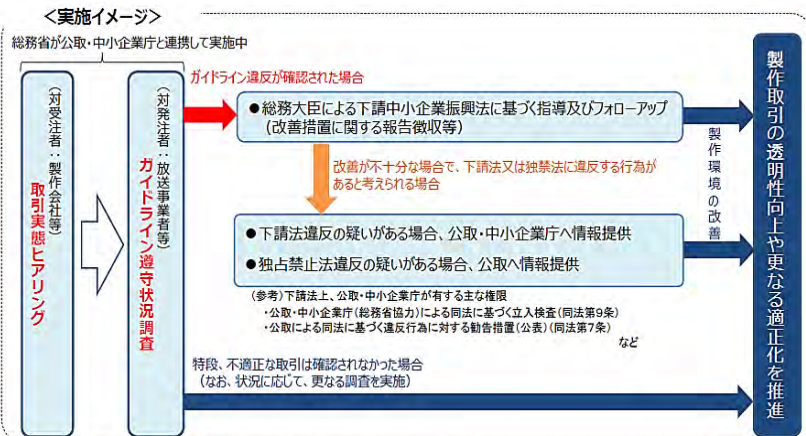 ＜実施イメージ＞
総務省が公取・中小企業庁と連携して実施中
（対受注者：製作会社等）
取引実態ヒアリング
（対発注者：放送事業者等）
ガイドライン遵守状況調査
ガイドライン違反が確認された場合
●総務大臣による下請中小企業振興法に基づく指導及びフォローアップ
（改善措置に関する報告徴収等）
改善が不十分な場合で、下請法又は独禁法に違反する行為が
あると考えられる場合
●下請法違反の疑いがある場合、公取・中小企業庁へ情報提供
●独占禁止法違反の疑いがある場合、公取へ情報提供
（参考）下請法上、公取・中小企業庁が有する主な権限
・公取・中小企業庁（総務省協力）による同法に基づく立入検査（同法第9条）
・公取による同法に基づく違反行為に対する勧告措置（公表）（同法第7条）
など
特段、不適正な取引は確認されなかった場合
（なお、状況に応じて、更なる調査を実施）
製作環境の改善
製作取引の透明性向上や更なる適正化を推進